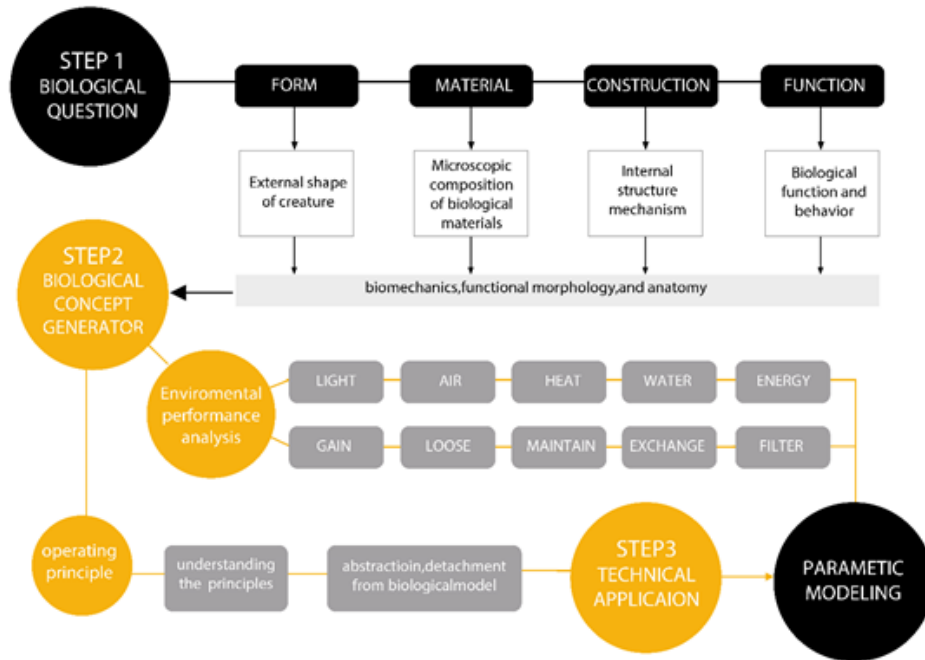 STEP 1
BIOLOGICAL
QUESTION
FORM
MATERIAL
CONSTRUCTION
FUNCTION
External shape
of creature
Microscopic
composition
of biological
materials
Internal
structure
mechanism
Biological
function and
behavior
biomechanics,functional morphology,and anatomy
STEP2
BIOLOGICAL
CONCEPT
GENERATOR
Enviromental
performance
analysis
LIGHT
AIR
HEAT
WATER
ENERGY
GAIN
LOOSE
MAINTAIN
EXCHANGE
FILTER
operating
principle
understanding
the principles
abstractioin,detachment
from biologicalmodel
STEP3
TECHNICAL
APPLICAION
PARAMETIC
MODELING